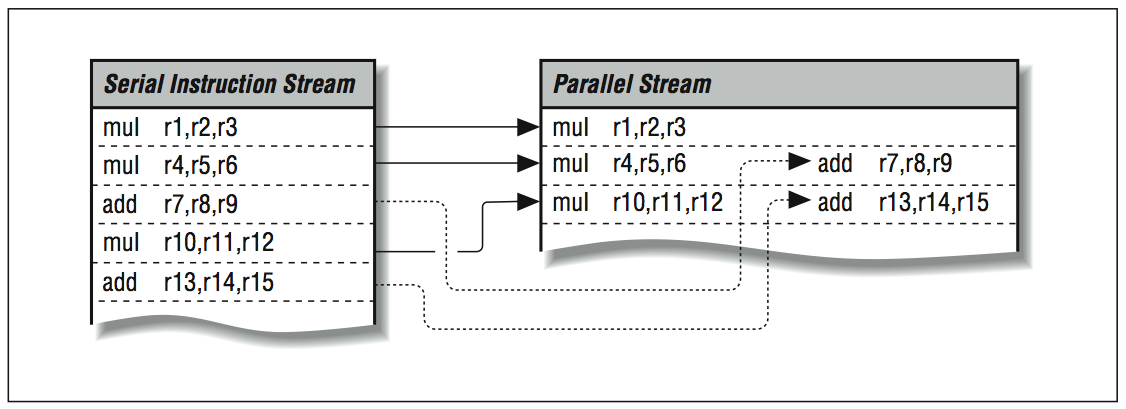 Serial Instruction Stream
mul r1,r2,r3
mul r4,r5,r6
add r7,r8,r9
mul r10,r11,r12
add r13,r14,r15
Parallel Stream
mul r1,r2,r3
mul r4,r5,r6 add r7,r8,r9
mul r10,r11,r12 add r13,r14,r15